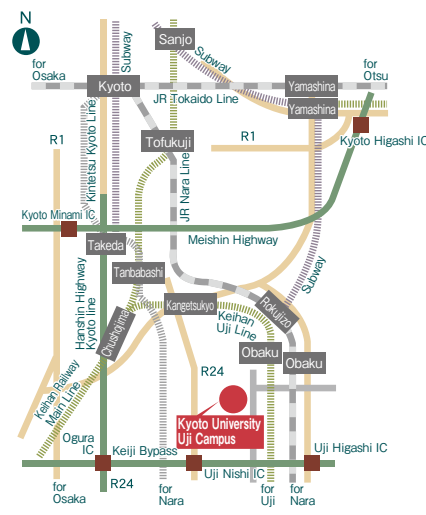 N
Sanjo
Subway
Subway
for
Osaka
Kyoto
Yamashina
for
Otsu
JR Tokaido Line
Yamashina
R1
Kintetsu Kyoto Line
Tofukuji
R1
Kyoto Higashi IC
JR Nara Line
Kyoto Minami IC
Takeda
Meishin Highway
Tanbabashi
Subway
Hanshin Highway
Kyoto line
Kangetsukyo
Rokujizo
Chushojima
Keihan
Uji Line
Obaku
Obaku
R24
Keihan Railway
Main Line
Kyoto University
Uji Campus
Ogura
IC
Keiji Bypass
Uji Higashi IC
Uji Nishi IC
for
Osaka
R24
for
Nara
for
Uji
for
Nara